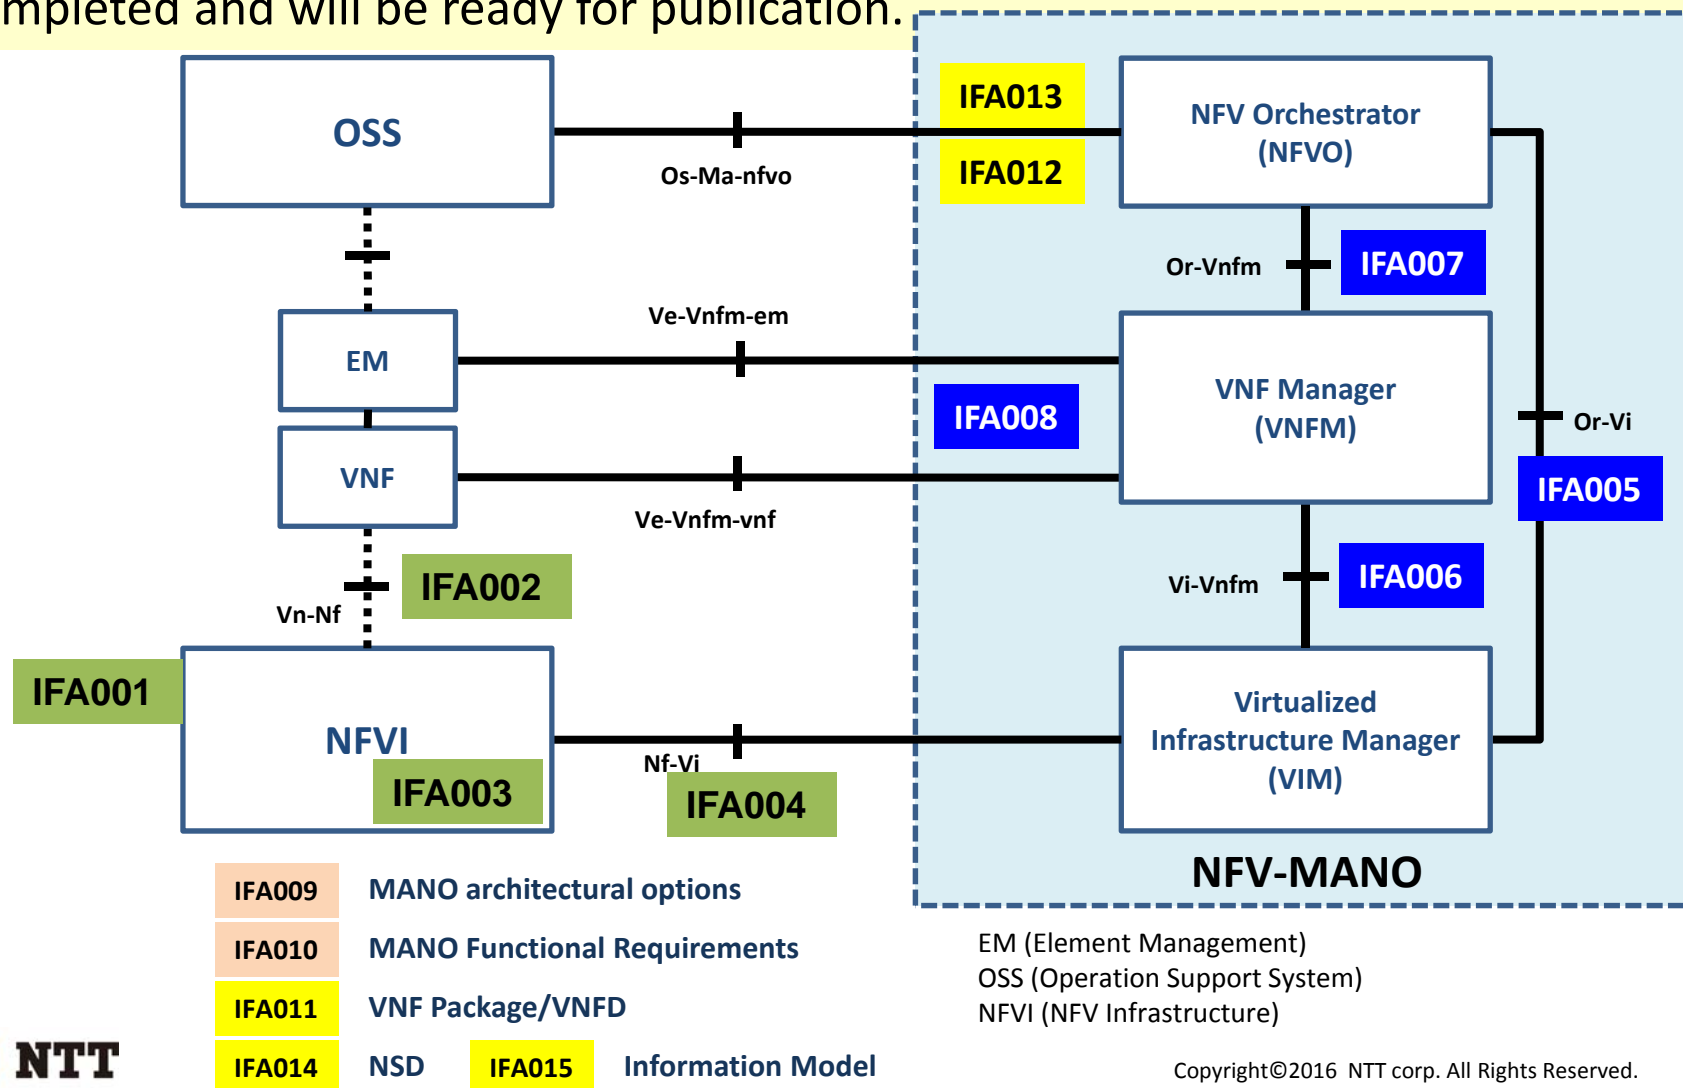 mpleted and will be ready for publication.
OSS
Os-Ma-nfvo
IFA013
IFA012
NFV Orchestrator
(NFVO)
Or-Vnfm
IFA007
EM
Ve-Vnfm-em
IFA008
VNF Manager
(VNFM)
Or-Vi
IFA005
VNF
Ve-Vnfm-vnf
IFA002
Vn-Nf
Vi-Vnfm
IFA006
IFA001
NFVI
IFA003
Nf-Vi
IFA004
Virtualized
Infrastructure Manager
(VIM)
NFV-MANO
IFA009 MANO architectural options
IFA010 MANO Functional Requirements
IFA011 VNF Package/VNFD
IFA014 NSD IFA015 Information Model
EM (Element Management)
OSS (Operation Support System)
NFVI (NFV Infrastructure)
NTT
Copyright©2016 NTT corp. All Rights Reserved.